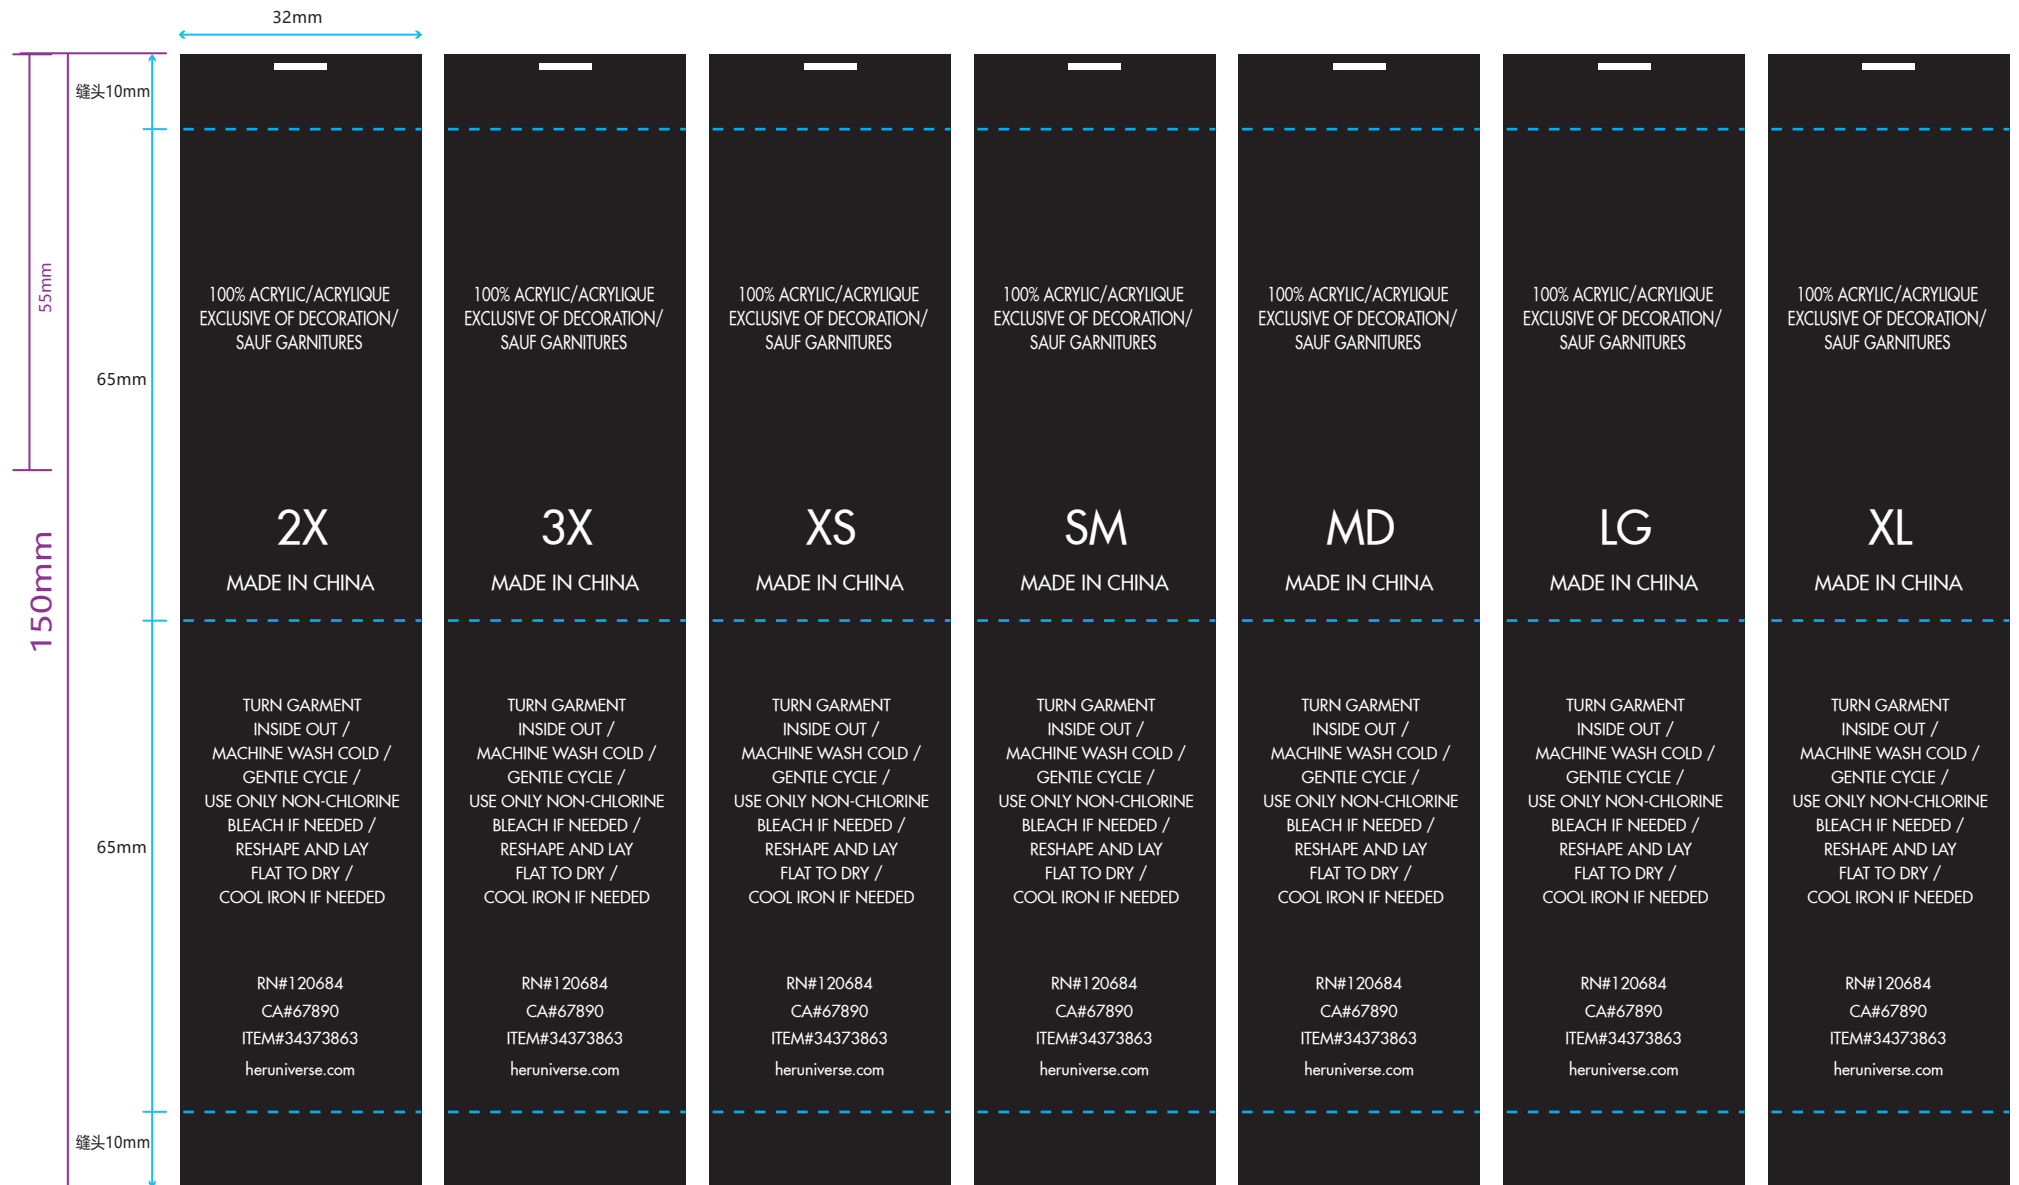 32mm
缝头10mm
55mm
65mm
150mm
65mm
缝头10mm
100% ACRYLIC/ACRYLIQUE
EXCLUSIVE OF DECORATION/
SAUF GARNITURES
2X
MADE IN CHINA
TURN GARMENT
INSIDE OUT /
MACHINE WASH COLD /
GENTLE CYCLE /
USE ONLY NON-CHLORINE
BLEACH IF NEEDED /
RESHAPE AND LAY
FLAT TO DRY /
COOL IRON IF NEEDED
RN#120684
CA#67890
ITEM#34373863
heruniverse.com
100% ACRYLIC/ACRYLIQUE
EXCLUSIVE OF DECORATION/
SAUF GARNITURES
3X
MADE IN CHINA
TURN GARMENT
INSIDE OUT /
MACHINE WASH COLD /
GENTLE CYCLE /
USE ONLY NON-CHLORINE
BLEACH IF NEEDED /
RESHAPE AND LAY
FLAT TO DRY /
COOL IRON IF NEEDED
RN#120684
CA#67890
ITEM#34373863
heruniverse.com
100% ACRYLIC/ACRYLIQUE
EXCLUSIVE OF DECORATION/
SAUF GARNITURES
XS
MADE IN CHINA
TURN GARMENT
INSIDE OUT /
MACHINE WASH COLD /
GENTLE CYCLE /
USE ONLY NON-CHLORINE
BLEACH IF NEEDED /
RESHAPE AND LAY
FLAT TO DRY /
COOL IRON IF NEEDED
RN#120684
CA#67890
ITEM#34373863
heruniverse.com
100% ACRYLIC/ACRYLIQUE
EXCLUSIVE OF DECORATION/
SAUF GARNITURES
SM
MADE IN CHINA
TURN GARMENT
INSIDE OUT /
MACHINE WASH COLD /
GENTLE CYCLE /
USE ONLY NON-CHLORINE
BLEACH IF NEEDED /
RESHAPE AND LAY
FLAT TO DRY /
COOL IRON IF NEEDED
RN#120684
CA#67890
ITEM#34373863
heruniverse.com
100% ACRYLIC/ACRYLIQUE
EXCLUSIVE OF DECORATION/
SAUF GARNITURES
MD
MADE IN CHINA
TURN GARMENT
INSIDE OUT /
MACHINE WASH COLD /
GENTLE CYCLE /
USE ONLY NON-CHLORINE
BLEACH IF NEEDED /
RESHAPE AND LAY
FLAT TO DRY /
COOL IRON IF NEEDED
RN#120684
CA#67890
ITEM#34373863
heruniverse.com
100% ACRYLIC/ACRYLIQUE
EXCLUSIVE OF DECORATION/
SAUF GARNITURES
LG
MADE IN CHINA
TURN GARMENT
INSIDE OUT /
MACHINE WASH COLD /
GENTLE CYCLE /
USE ONLY NON-CHLORINE
BLEACH IF NEEDED /
RESHAPE AND LAY
FLAT TO DRY /
COOL IRON IF NEEDED
RN#120684
CA#67890
ITEM#34373863
heruniverse.com
100% ACRYLIC/ACRYLIQUE
EXCLUSIVE OF DECORATION/
SAUF GARNITURES
XL
MADE IN CHINA
TURN GARMENT
INSIDE OUT /
MACHINE WASH COLD /
GENTLE CYCLE /
USE ONLY NON-CHLORINE
BLEACH IF NEEDED /
RESHAPE AND LAY
FLAT TO DRY /
COOL IRON IF NEEDED
RN#120684
CA#67890
ITEM#34373863
heruniverse.com